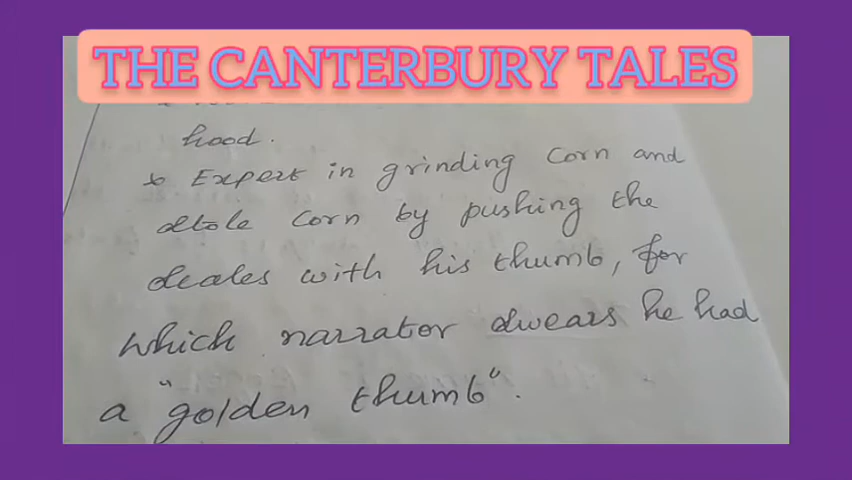 THE CANTERBURY TALES
hood.
* Expert in grinding corn and
stole corn by pushing the
scales with his thumb, for
which narrator swears he had
a "golden thumb".